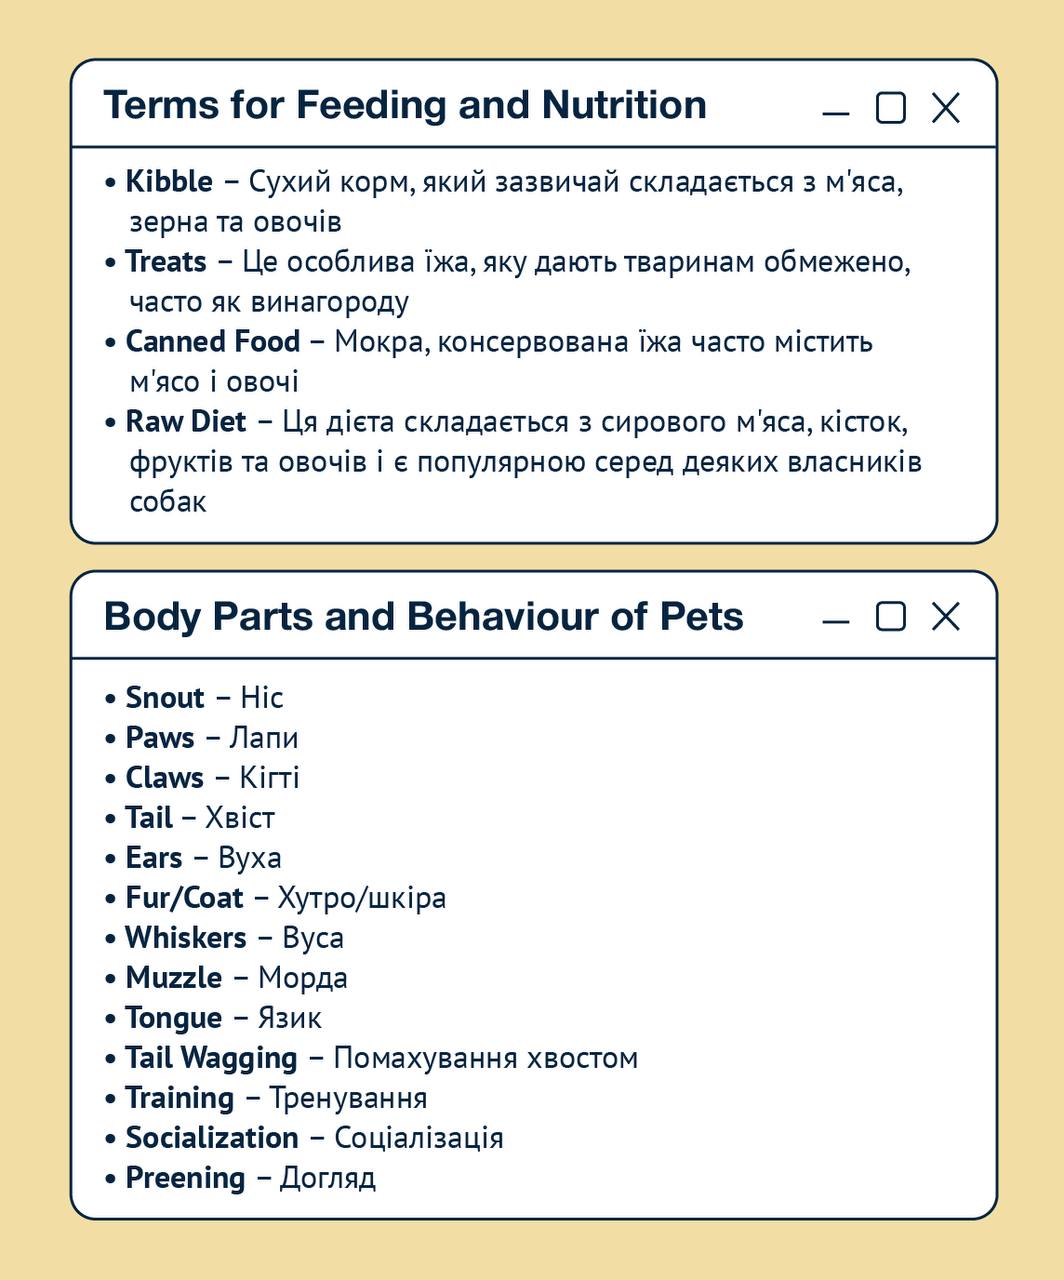 Terms for Feeding and Nutrition
• Kibble – Сухий корм, який зазвичай складається з м'яса,
зерна та овочів
• Treats – Це особлива їжа, яку дають тваринам обмежено,
часто як винагороду
• Canned Food – Мокра, консервована їжа часто містить
м'ясо і овочі
• Raw Diet – Ця дієта складається з сирового м'яса, кісток,
фруктів та овочів і є популярною серед деяких власників
собак
Body Parts and Behaviour of Pets
• Snout – Ніс
• Paws – Лапи
• Claws – Кігті
• Tail – Хвіст
• Ears – Вуха
• Fur/Coat – Хутро/шкіра
• Whiskers – Вуса
• Muzzle – Морда
• Tongue – Язик
• Tail Wagging – Помахування хвостом
• Training – Тренування
• Socialization – Соціалізація
• Preening – Догляд